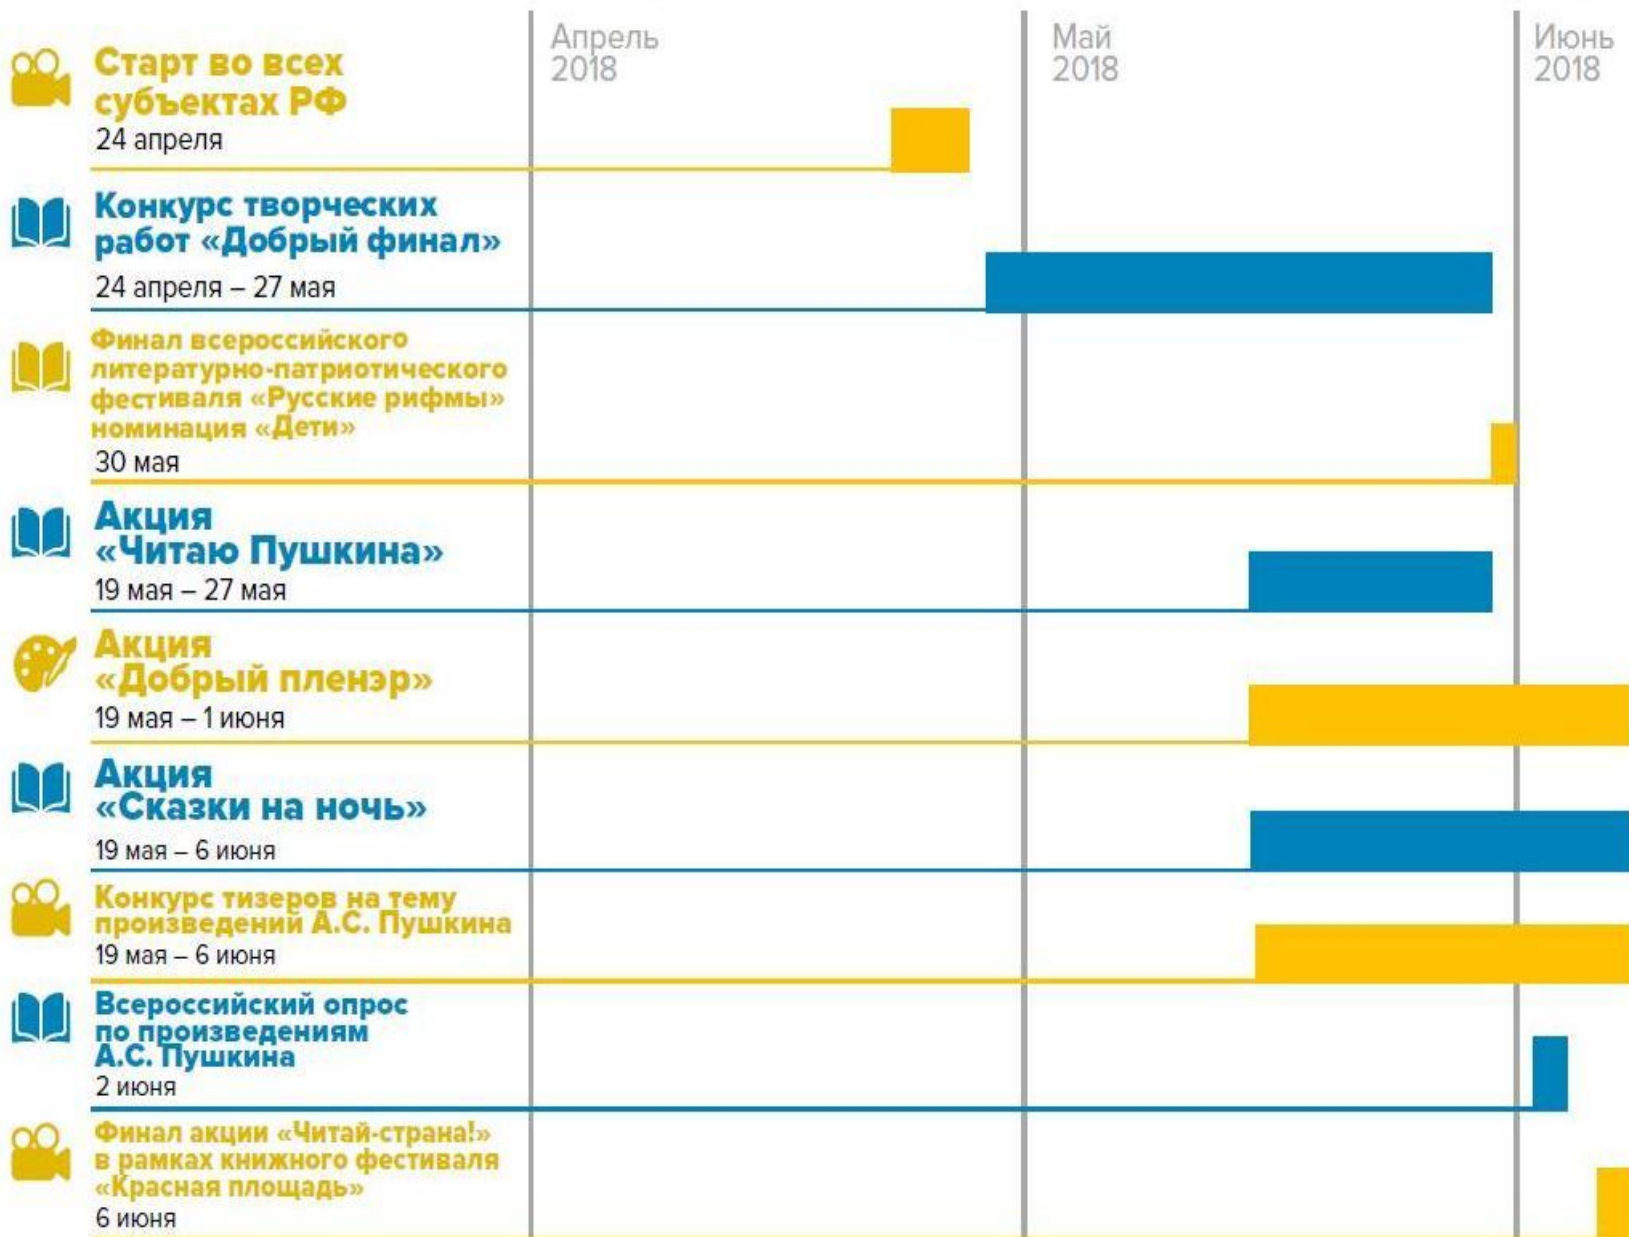 Апрель
2018
Май
2018
Июнь
2018
Старт во всех
субъектах РФ
24 апреля
Конкурс творческих
работ «Добрый финал»
24 апреля – 27 мая
Финал всероссийского
литературно-патриотического
фестиваля «Русские рифмы»
номинация «Дети»
30 мая
Акция
«Читаю Пушкина»
19 мая – 27 мая
Акция
«Добрый пленэр»
19 мая – 1 июня
Акция
«Сказки на ночь»
19 мая – 6 июня
Конкурс тизеров на тему
произведений А.С. Пушкина
19 мая – 6 июня
Всероссийский опрос
по произведениям
А.С. Пушкина
2 июня
Финал акции «Читай-страна!»
в рамках книжного фестиваля
«Красная площадь»
6 июня